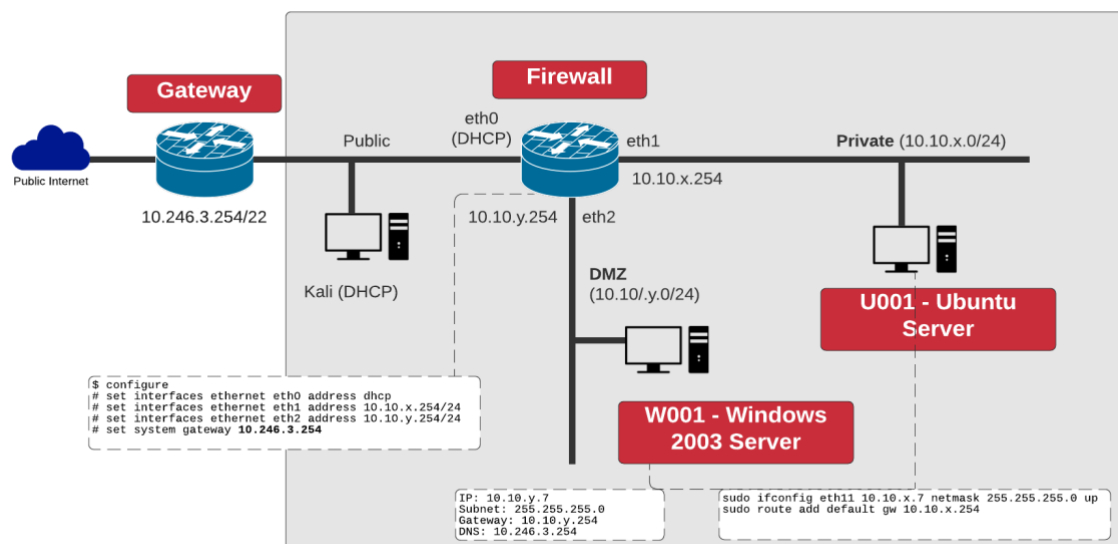 Firewall
Gateway
eth0
(DHCP)
Public
eth1
Private (10.10.x.0/24)
Public Internet
10.10.x.254
10.246.3.254/22
10.10.y.254
eth2
DMZ
(10.10/.y.0/24)
Kali (DHCP)
U001 - Ubuntu
Server
$ configure
# set interfaces ethernet eth0 address dhcp
# set interfaces ethernet eth1 address 10.10.x.254/24
# set interfaces ethernet eth2 address 10.10.y.254/24
# set system gateway 10.246.3.254
W001 - Windows
2003 Server
IP: 10.10.y.7
Subnet: 255.255.255.0
Gateway: 10.10.y.254
DNS: 10.246.3.254
sudo ifconfig eth11 10.10.x.7 netmask 255.255.255.0 up
sudo route add default gw 10.10.x.254